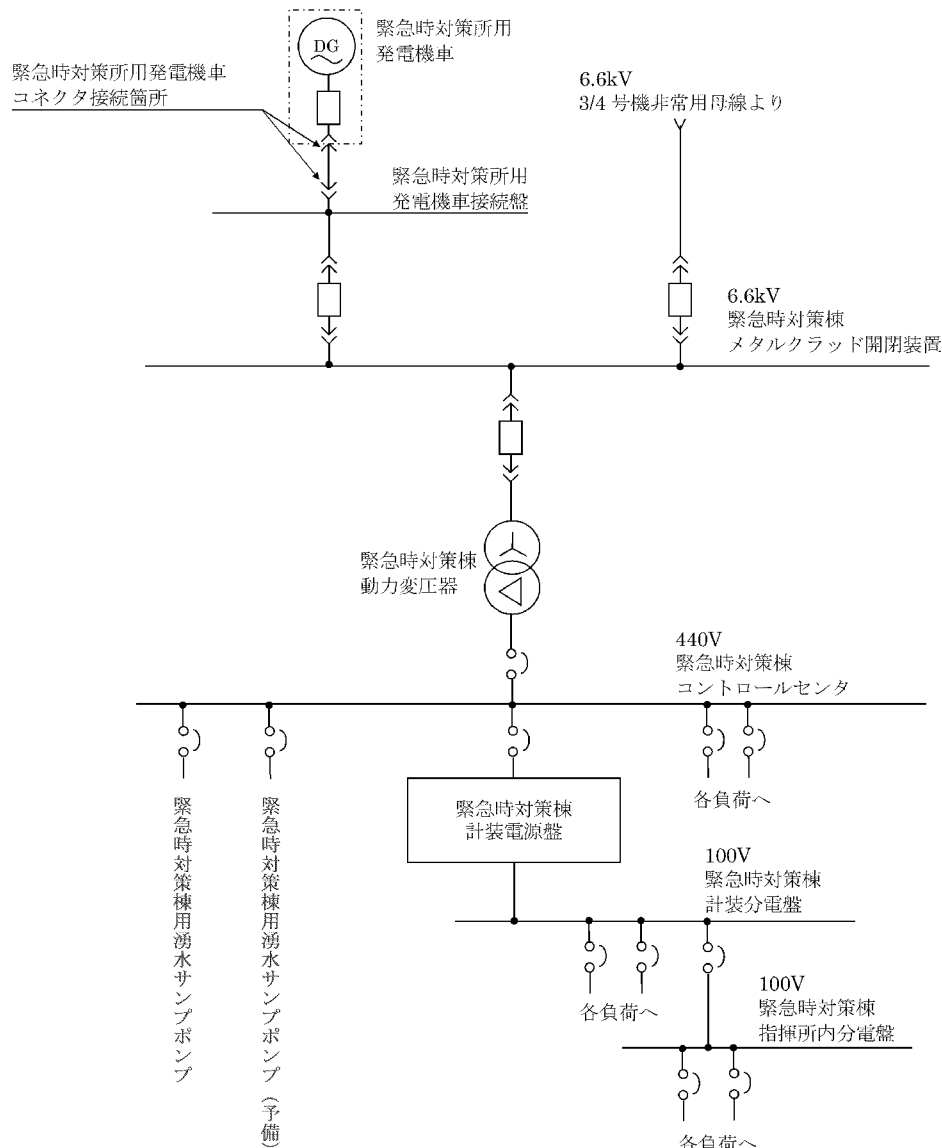 DG
緊急時対策所用
発電機車
緊急時対策所用発電機車
コネクタ接続箇所
6.6kV
3/4 号機非常用母線より
緊急時対策所用
発電機車接続盤
6.6kV
緊急時対策棟
メタルクラッド開閉装置
緊急時対策棟
動力変圧器
440V
緊急時対策棟
コントロールセンタ
緊急時対策棟用湧水サンプポンプ
緊急時対策棟用湧水サンプポンプ（予備）
緊急時対策棟
計装電源盤
各負荷へ
100V
緊急時対策棟
計装分電盤
各負荷へ
100V
緊急時対策棟
指揮所内分電盤
各負荷へ